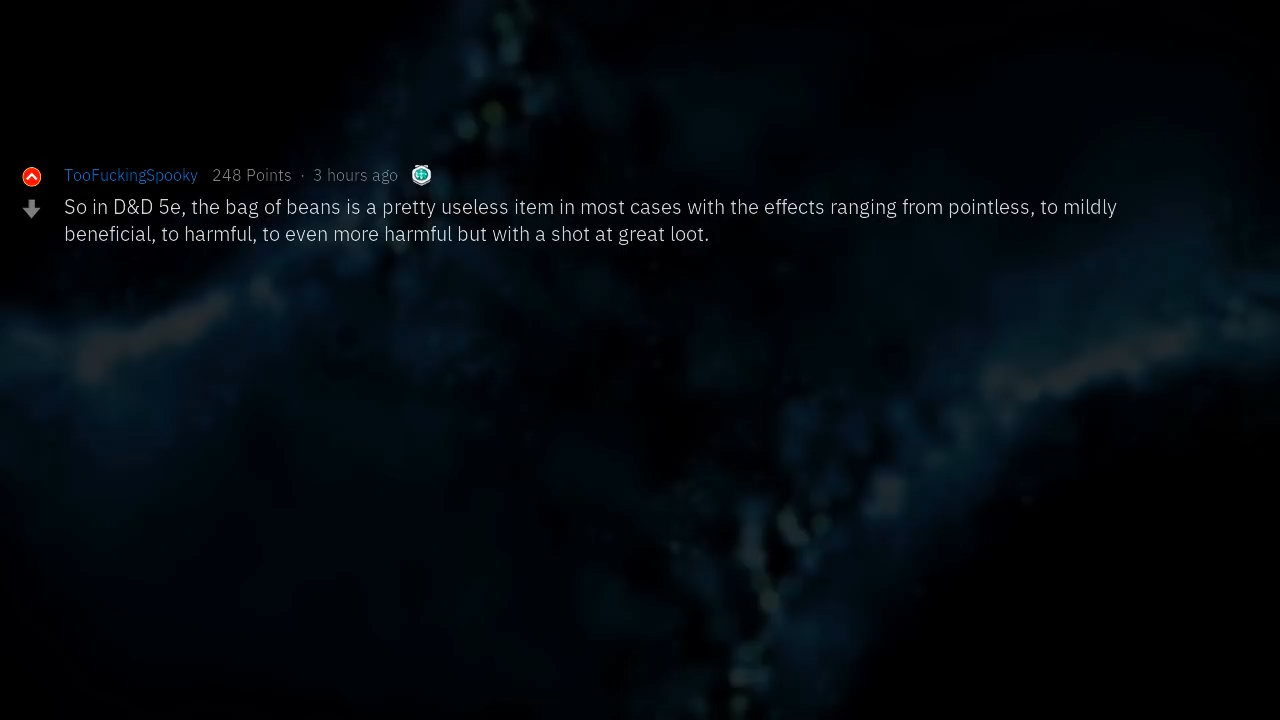 TooFuckingSpooky 248 Points · 3 hours ago
So in D&D 5e, the bag of beans is a pretty useless item in most cases with the effects ranging from pointless, to mildly
beneficial, to harmful, to even more harmful but with a shot at great loot.